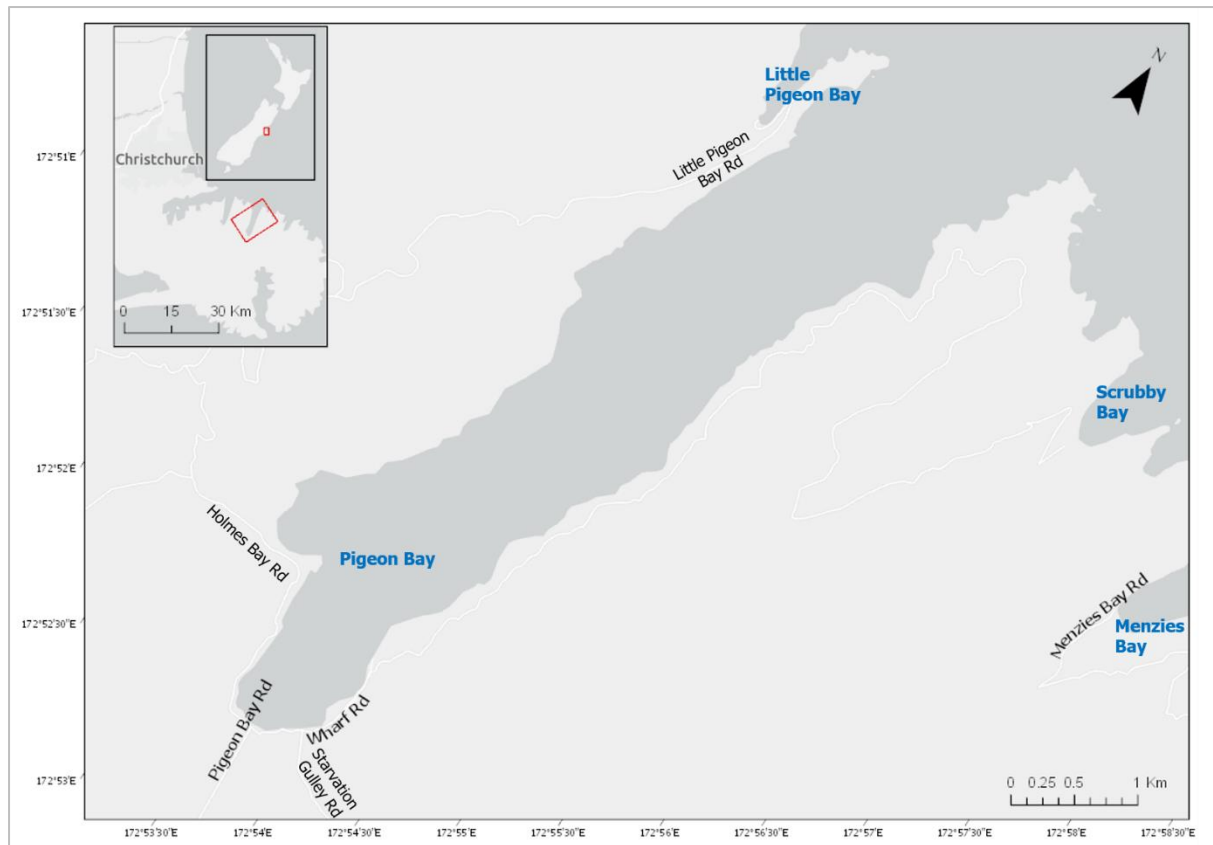 Christchurch
0 15 30 Km
Little
Pigeon Bay
N
Little Pigeon
Bay Rd
Scrubby
Bay
Holmes Bay Rd
Pigeon Bay
Menzies Bay Rd
Menzies
Bay
Pigeon Bay Rd
Wharf Rd
Starvation
Gulley Rd
0 0.25 0.5 1 Km
172°51'E
172°51'30"E
172°52'E
172°52'30"E
172°53'E
172°53'30"E
172°54'E
172°54'30"E
172°55'E
172°55'30"E
172°56'E
172°56'30"E
172°57'E
172°57'30"E
172°58'E
172°58'30"E